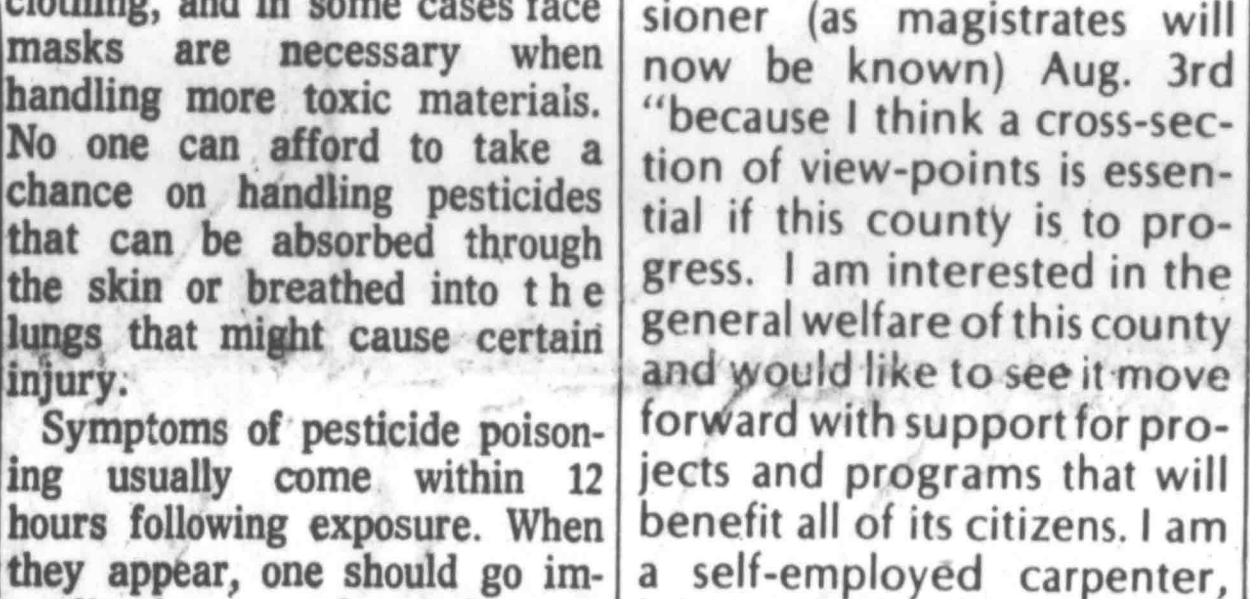 clothing, and in some cases face
masks are necessary when
handling more toxic materials.
No one can afford to take a
chance on handling pesticides
that can be absorbed through
the skin or breathed into the
lungs that might cause certain
injury.
Symptoms of pesticide poison-
ing usually come within 12
hours following exposure. When
they appear, one should go im-
sioner (as magistrates will
now be known) Aug. 3rd
"because I think a cross-sec-
tion of view-points is essen-
tial if this county is to pro-
gress. I am interested in the
general welfare of this county
and would like to see it move
forward with support for pro-
jects and programs that will
benefit all of its citizens. I am
a self-employed carpenter,